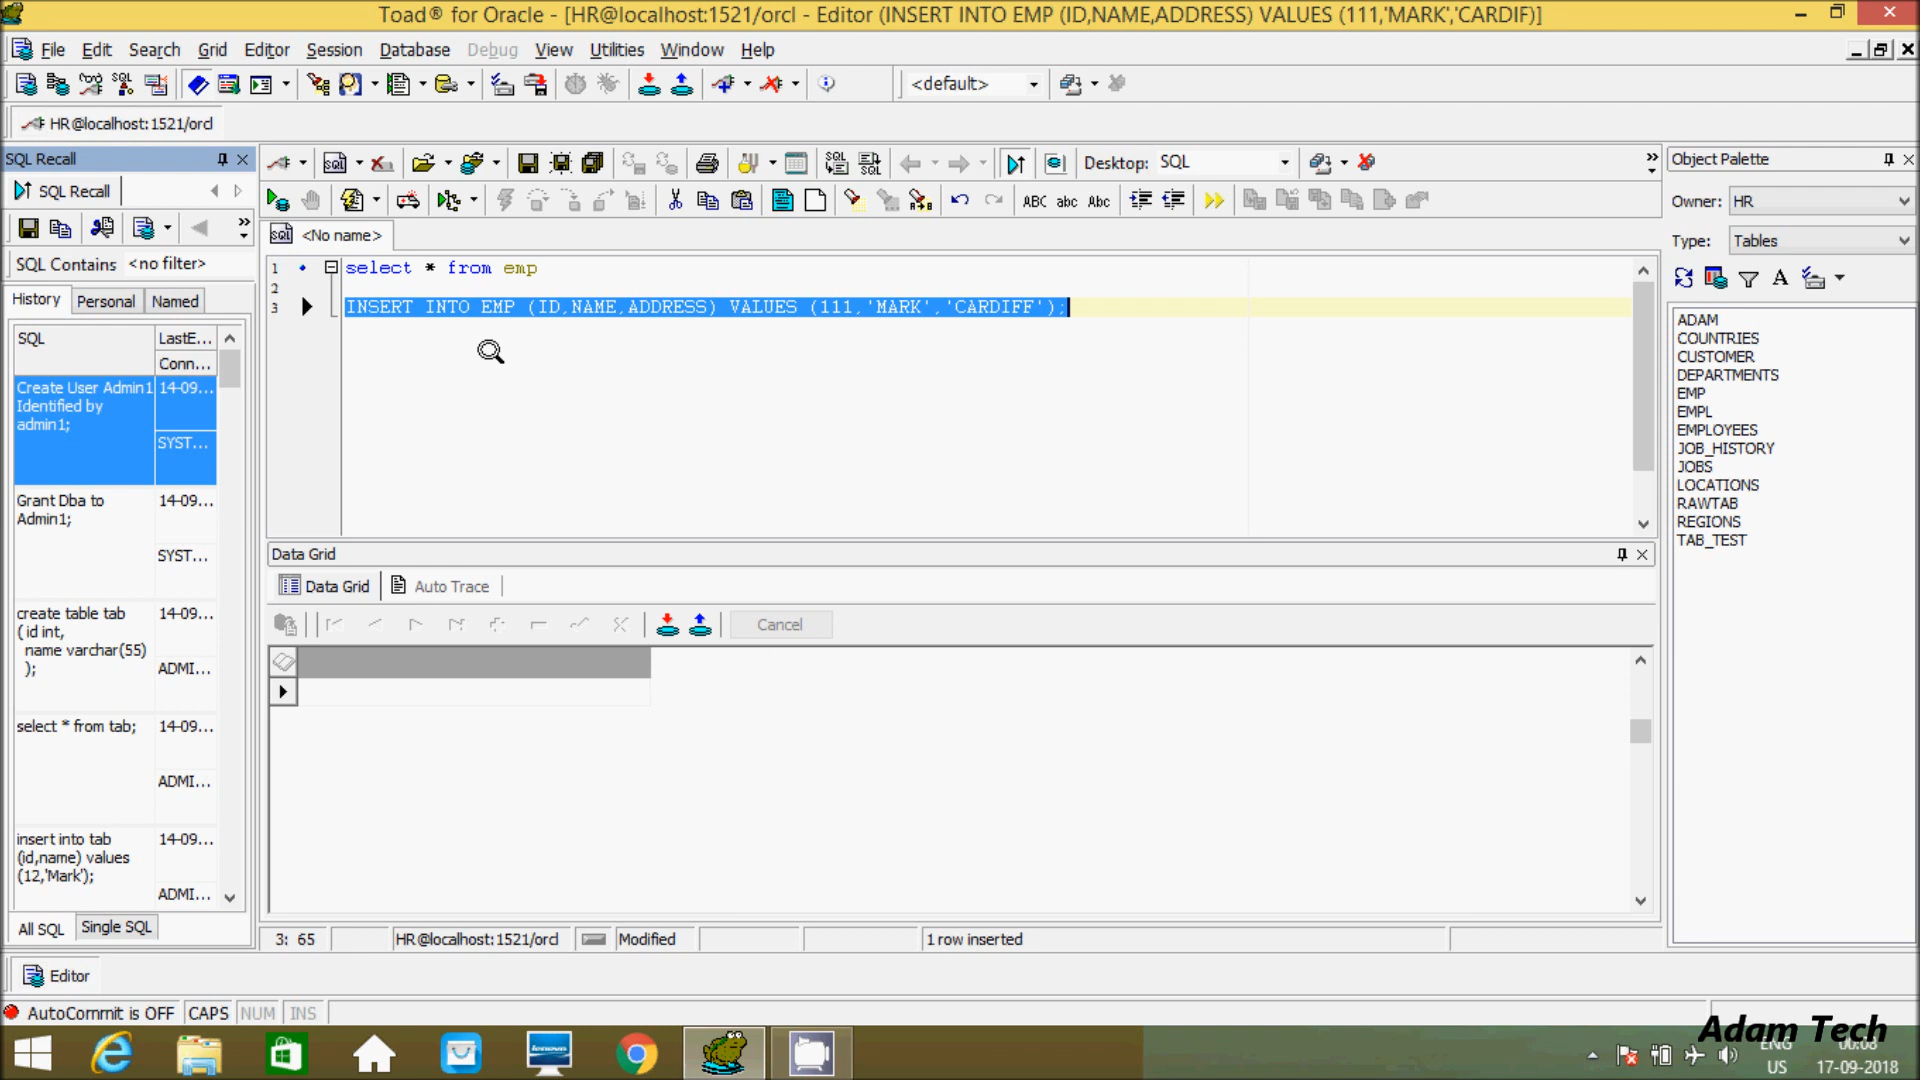 Toad® for Oracle - [HR@localhost:1521/orcl - Editor (INSERT INTO EMP (ID,NAME,ADDRESS) VALUES (111,'MARK','CARDIF)]
File Edit Search Grid Editor Session Database Debug View Utilities Window Help
<default>
HR@localhost:1521/orcl
SQL Recall
Desktop: SQL
Object Palette
SQL Recall
Owner: HR
ABC abc Abc
SQL Contains <no filter>
<No name>
Type: Tables
History Personal Named
1 select * from emp
2
3 INSERT INTO EMP (ID,NAME,ADDRESS) VALUES (111,'MARK','CARDIFF');
SQL LastE...
Conn...
Create User Admin1 14-09...
Identified by
admin1;
SYST...
Grant Dba to 14-09...
Admin1;
SYST...
create table tab 14-09...
( id int,
name varchar(55)
);
ADMI...
select * from tab; 14-09...
ADMI...
insert into tab 14-09...
(id,name) values
(12,'Mark');
ADMI...
All SQL Single SQL
ADAM
COUNTRIES
CUSTOMER
DEPARTMENTS
EMP
EMPL
EMPLOYEES
JOB_HISTORY
JOBS
LOCATIONS
RAWTAB
REGIONS
TAB_TEST
Data Grid
Data Grid Auto Trace
Cancel
3: 65 HR@localhost:1521/orcl Modified 1 row inserted
Editor
AutoCommit is OFF CAPS NUM INS
Adam Tech
ENG 00:08
US 17-09-2018